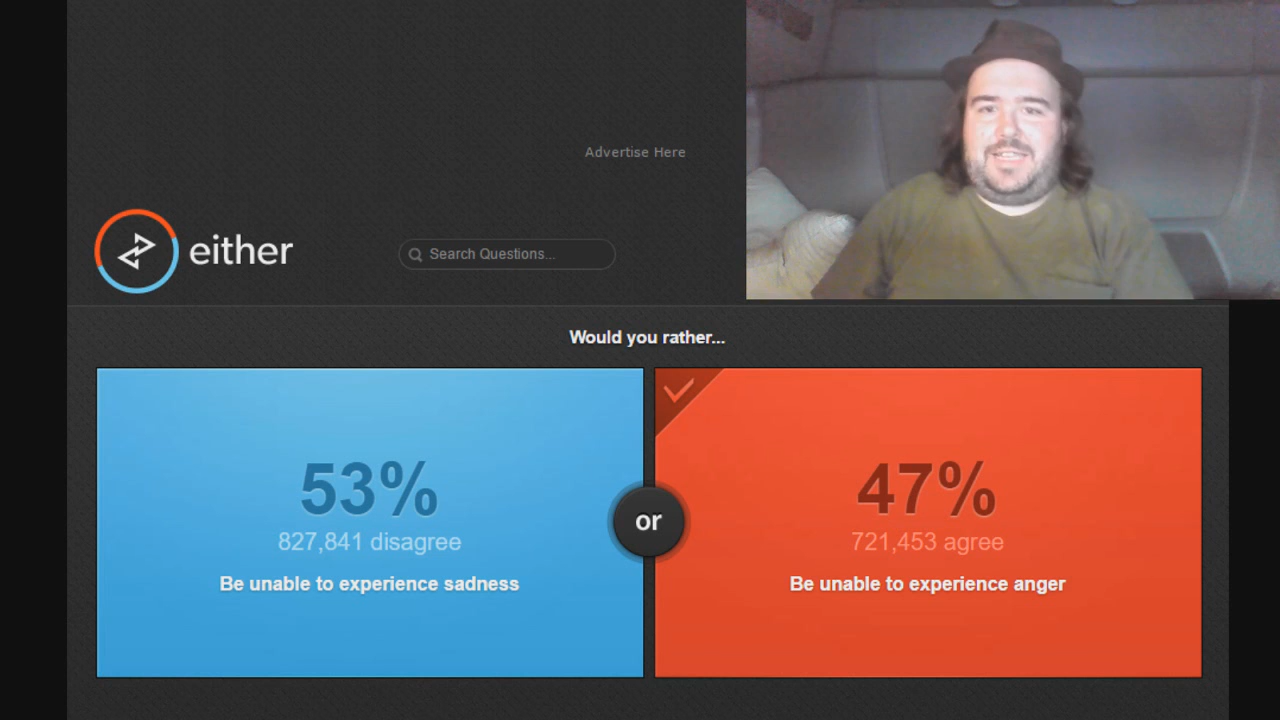 Advertise Here
either
Search Questions...
Would you rather...
53%
827,841 disagree
Be unable to experience sadness
or
47%
721,453 agree
Be unable to experience anger